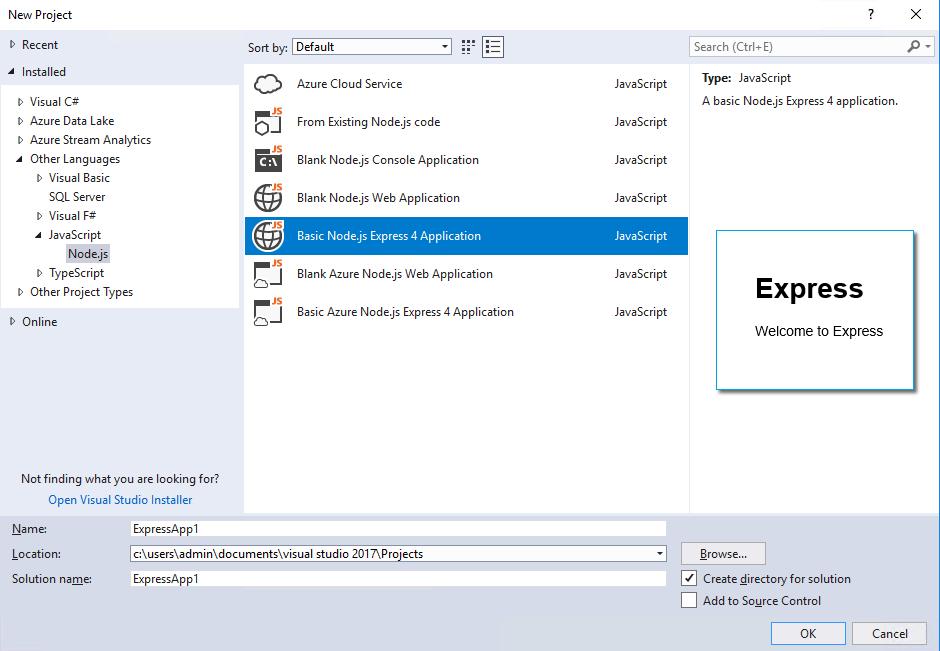 New Project
?
Recent
Installed
Visual C#
Azure Data Lake
Azure Stream Analytics
Other Languages
Visual Basic
SQL Server
Visual F#
JavaScript
Node.js
TypeScript
Other Project Types
Online
Not finding what you are looking for?
Open Visual Studio Installer
Sort by: Default
Azure Cloud Service JavaScript
JS From Existing Node.js code JavaScript
JS C:\ Blank Node.js Console Application JavaScript
JS Blank Node.js Web Application JavaScript
JS Basic Node.js Express 4 Application JavaScript
JS Blank Azure Node.js Web Application JavaScript
JS Basic Azure Node.js Express 4 Application JavaScript
Search (Ctrl+E)
Type: JavaScript
A basic Node.js Express 4 application.
Express
Welcome to Express
Name: ExpressApp1
Location: c:\users\admin\documents\visual studio 2017\Projects
Browse...
Solution name: ExpressApp1
Create directory for solution
Add to Source Control
OK Cancel